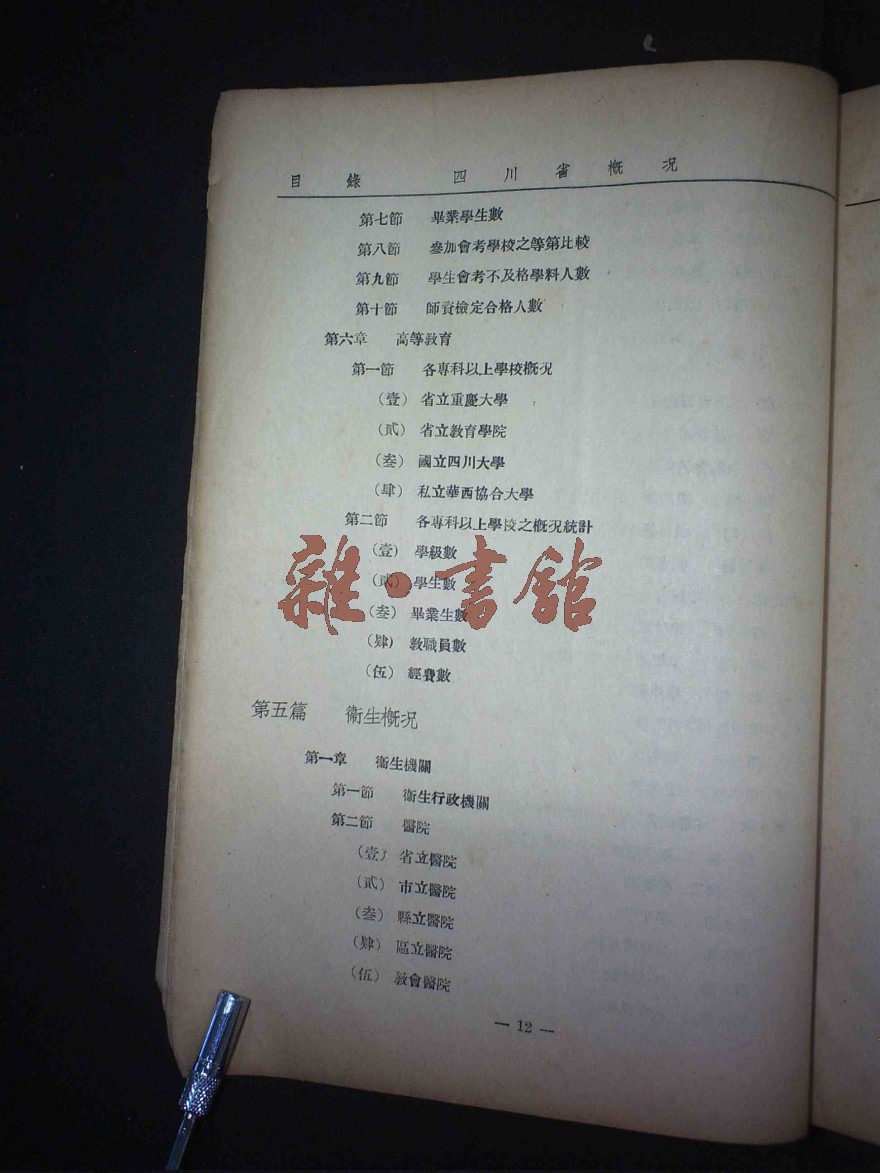 目錄 四川省概況
第七節 畢業學生數
第八節 參加會考學校之等第比較
第九節 學生會考不及格學料人數
第十節 師資檢定合格人數
第六章 高等教育
第一節 各專科以上學校概況
(壹) 省立重慶大學
(貳) 省立教育學院
(叁) 國立四川大學
(肆) 私立華西協合大學
第二節 各專科以上學校之概況統計
(壹) 學級數
(貳) 學生數
(叁) 畢業生數
(肆) 教職員數
(伍) 經費數
雜·書館
第五篇 衛生概况
第一章 衛生機關
第一節 衛生行政機關
第二節 醫院
(壹) 省立醫院
(貳) 市立醫院
(叁) 縣立醫院
(肆) 區立醫院
(伍) 教會醫院
— 12 —